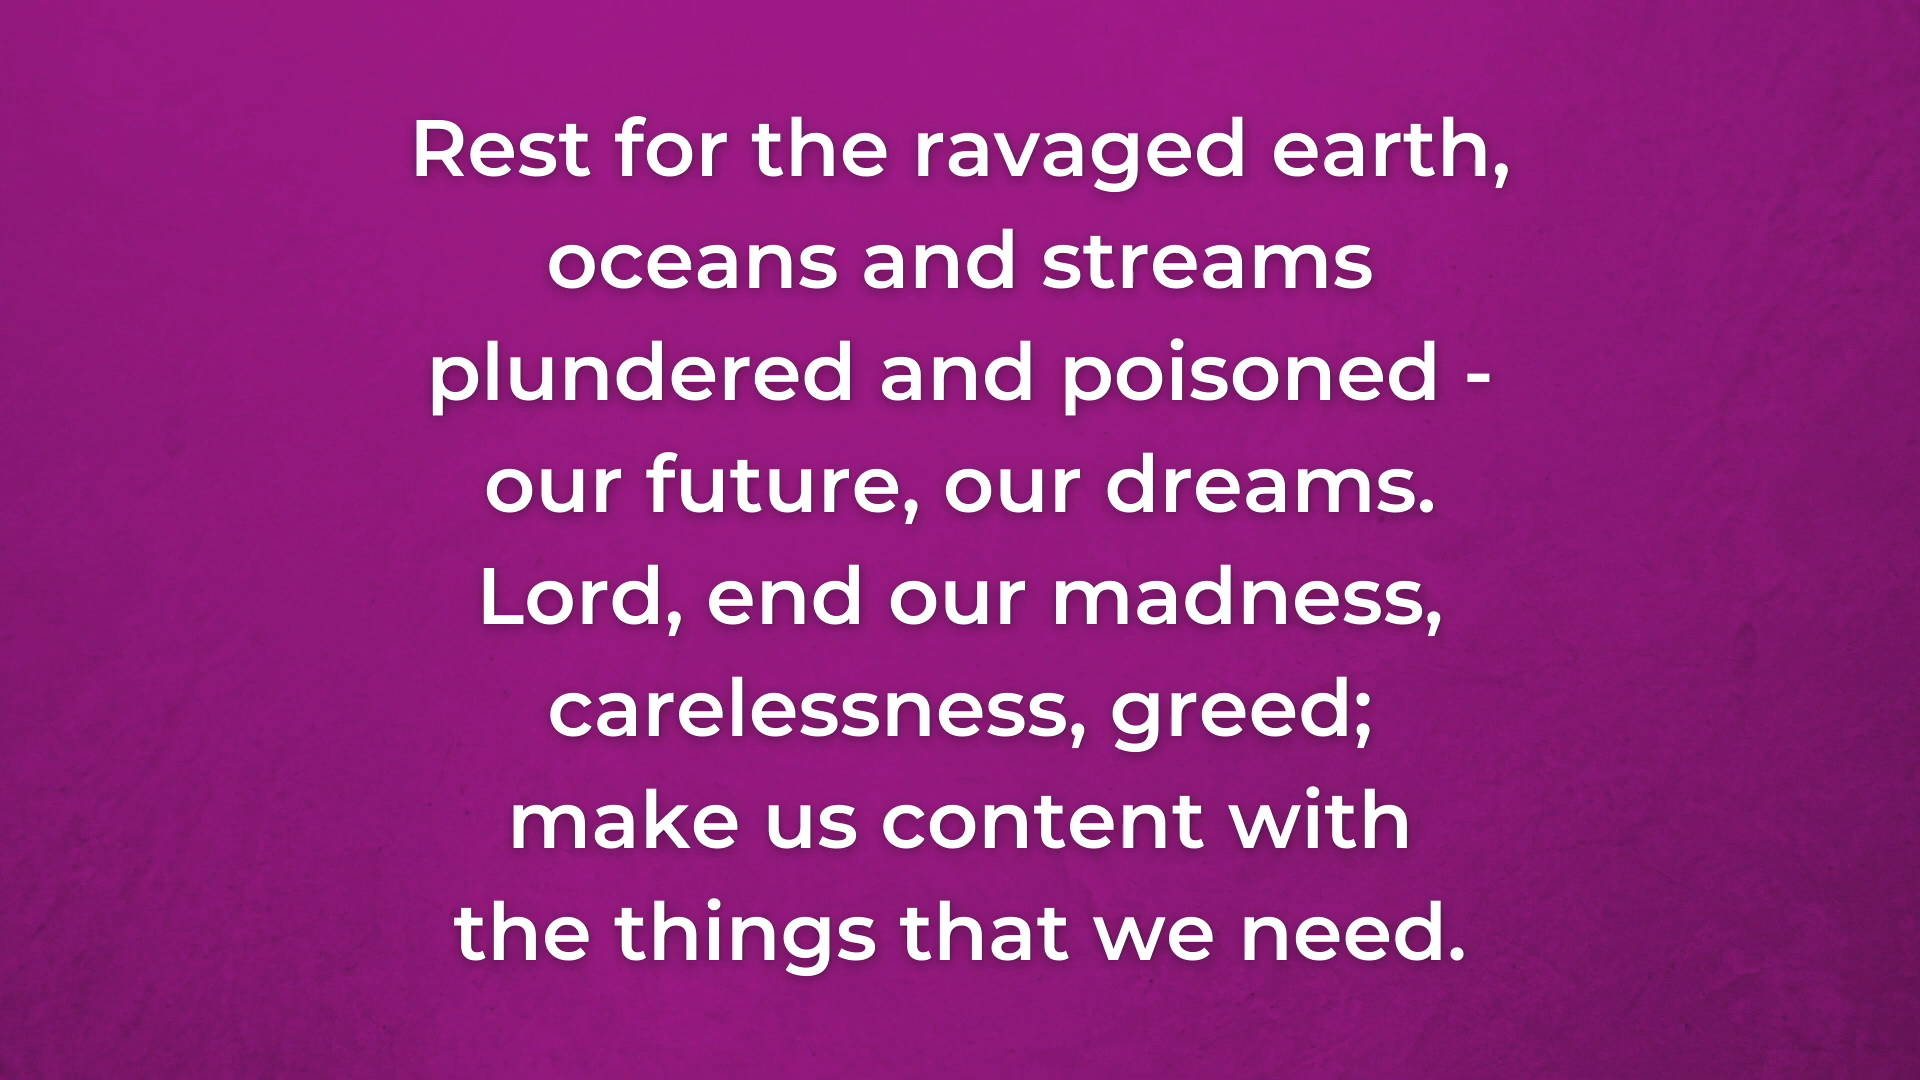 Rest for the ravaged earth,
oceans and streams
plundered and poisoned -
our future, our dreams.
Lord, end our madness,
carelessness, greed;
make us content with
the things that we need.